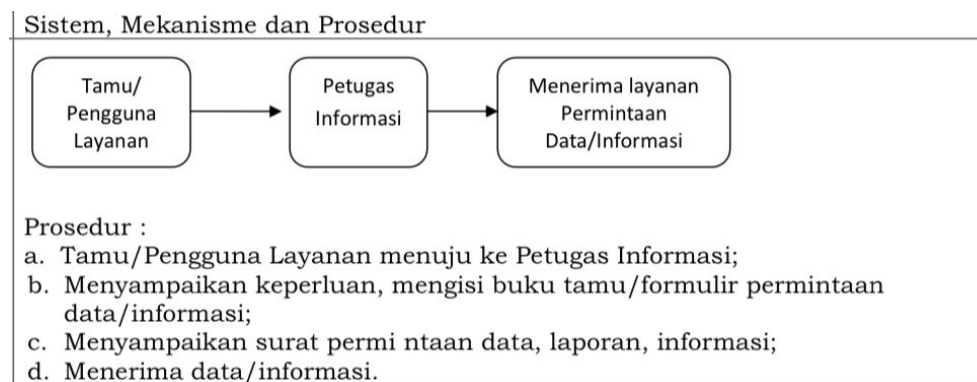 Sistem, Mekanisme dan Prosedur
Tamu/
Pengguna
Layanan
Petugas
Informasi
Menerima layanan
Permintaan
Data/Informasi
Prosedur :
a. Tamu/Pengguna Layanan menuju ke Petugas Informasi;
b. Menyampaikan keperluan, mengisi buku tamu/formulir permintaan
data/informasi;
c. Menyampaikan surat permi ntaan data, laporan, informasi;
d. Menerima data/informasi.